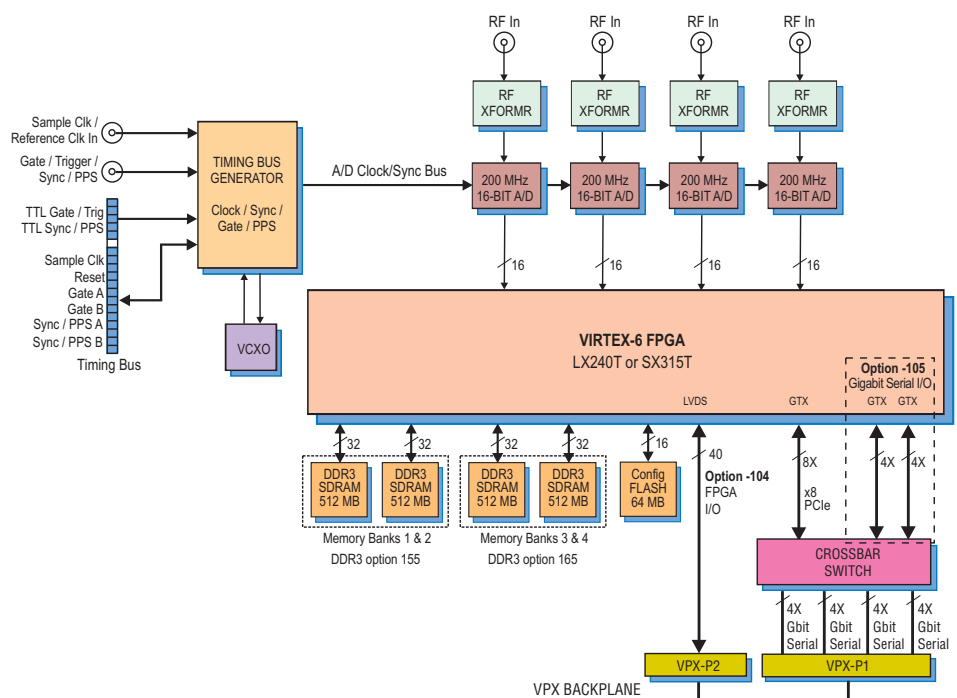 RF In
RF In
RF In
RF In
RF
XFORMR
RF
XFORMR
RF
XFORMR
RF
XFORMR
Sample Clk /
Reference Clk In
Gate / Trigger /
Sync / PPS
TTL Gate / Trig
TTL Sync / PPS
Sample Clk
Reset
Gate A
Gate B
Sync / PPS A
Sync / PPS B
Timing Bus
TIMING BUS
GENERATOR
Clock / Sync /
Gate / PPS
VCXO
A/D Clock/Sync Bus
200 MHz
16-BIT A/D
200 MHz
16-BIT A/D
200 MHz
16-BIT A/D
200 MHz
16-BIT A/D
16
16
16
16
VIRTEX-6 FPGA
LX240T or SX315T
Option -105
Gigabit Serial I/O
LVDS
GTX
GTX
GTX
32
32
32
32
16
40
8X
4X
4X
DDR3
SDRAM
512 MB
DDR3
SDRAM
512 MB
DDR3
SDRAM
512 MB
DDR3
SDRAM
512 MB
Config
FLASH
64 MB
Option -104
FPGA
I/O
x8
PCIe
Memory Banks 1 & 2
DDR3 option 155
Memory Banks 3 & 4
DDR3 option 165
CROSSBAR
SWITCH
4X
Gbit
Serial
4X
Gbit
Serial
4X
Gbit
Serial
4X
Gbit
Serial
VPX-P2
VPX-P1
VPX BACKPLANE